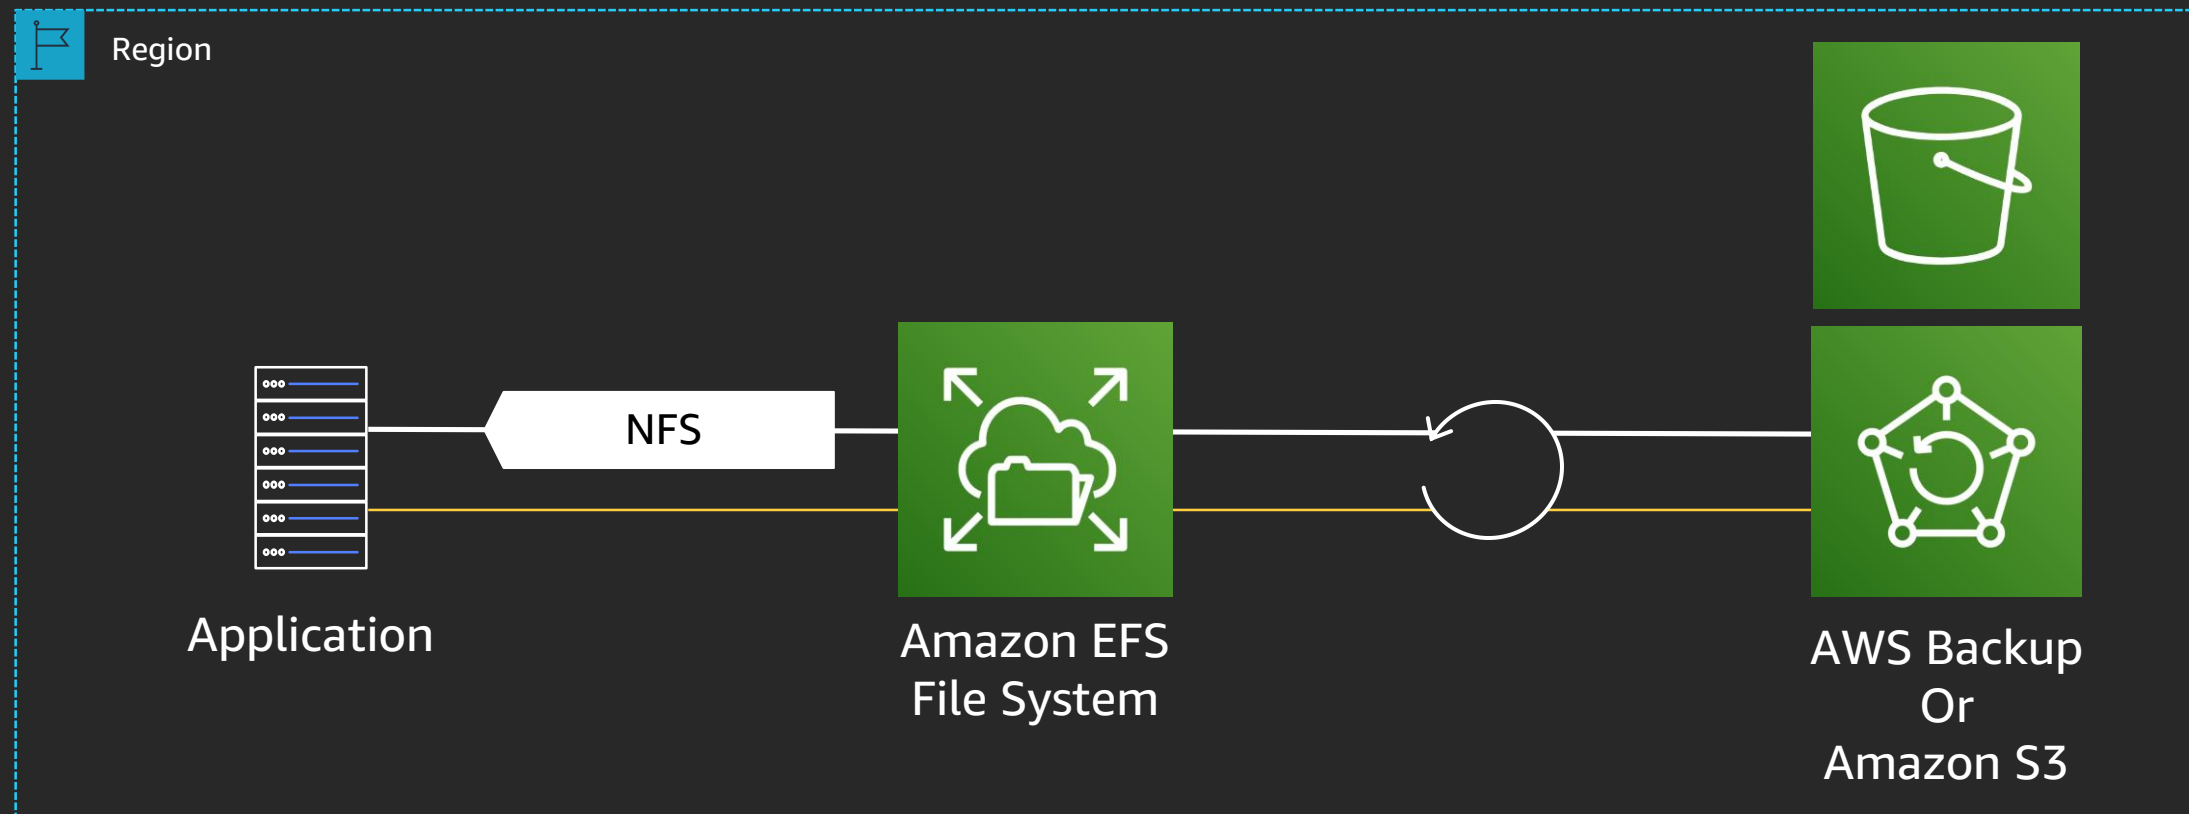 Region
NFS
Application
Amazon EFS
File System
AWS Backup
Or
Amazon S3